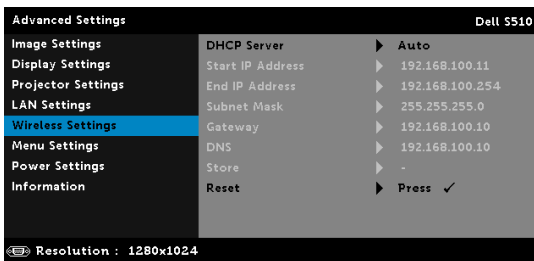 Advanced Settings Dell S510
Image Settings
Display Settings
Projector Settings
LAN Settings
Wireless Settings
Menu Settings
Power Settings
Information
DHCP Server Auto
Start IP Address 192.168.100.11
End IP Address 192.168.100.254
Subnet Mask 255.255.255.0
Gateway 192.168.100.10
DNS 192.168.100.10
Store -
Reset Press ✓
Resolution : 1280x1024